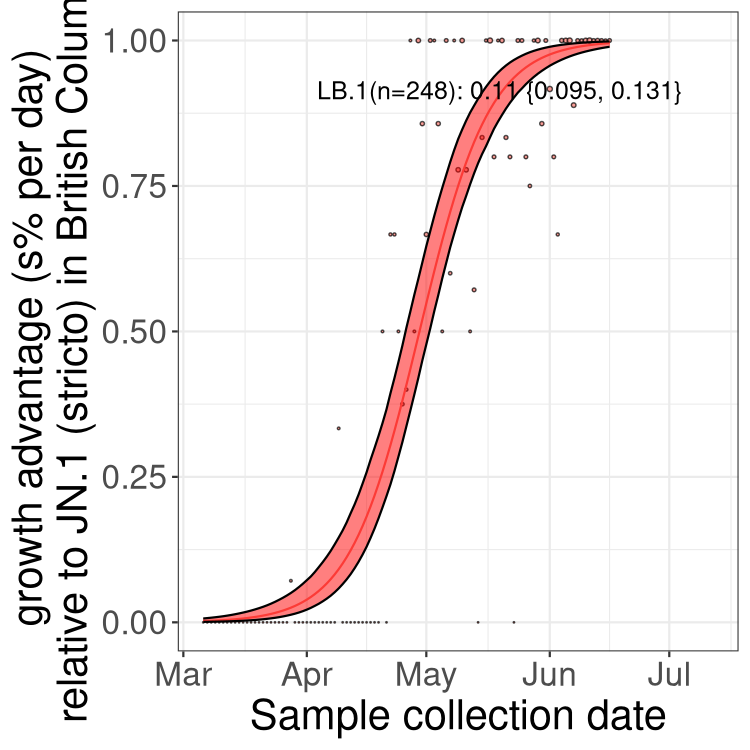 growth advantage (s% per day)
relative to JN.1 (stricto) in British Colum
1.00
0.75
0.50
0.25
0.00
LB.1(n=248): 0.11 {0.095, 0.131}
Mar Apr May Jun Jul
Sample collection date